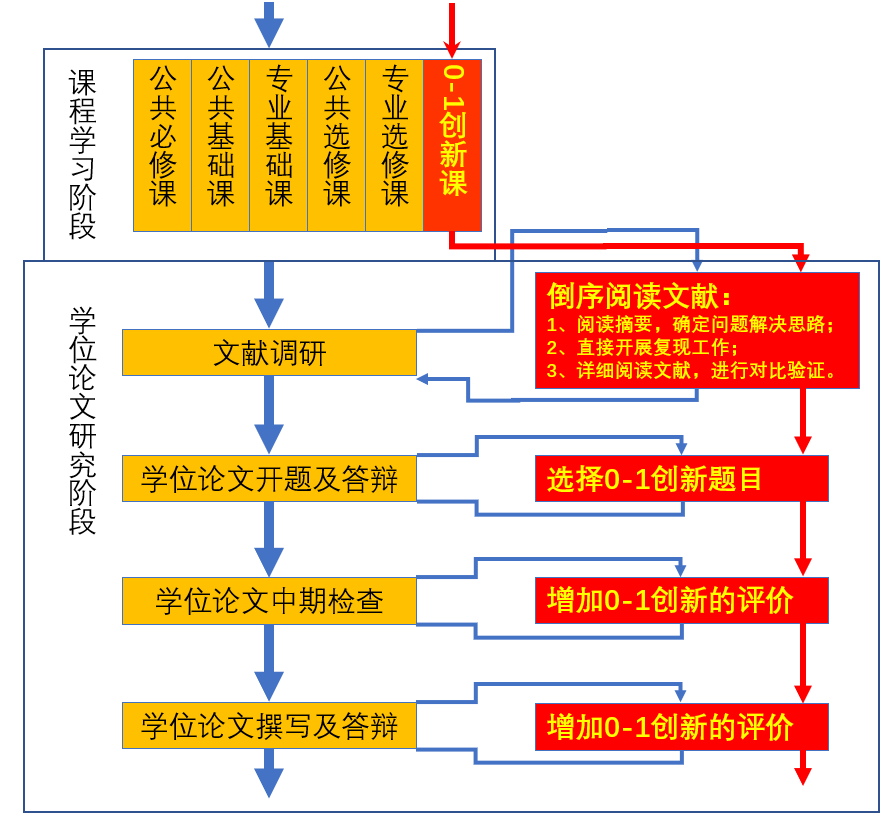 课程学习阶段
公共必修课
公共基础课
专业基础课
公共选修课
专业选修课
0-1创新课
学位论文研究阶段
文献调研
倒序阅读文献：
1、阅读摘要，确定问题解决思路；
2、直接开展复现工作；
3、详细阅读文献，进行对比验证。
学位论文开题及答辩
选择0-1创新题目
学位论文中期检查
增加0-1创新的评价
学位论文撰写及答辩
增加0-1创新的评价